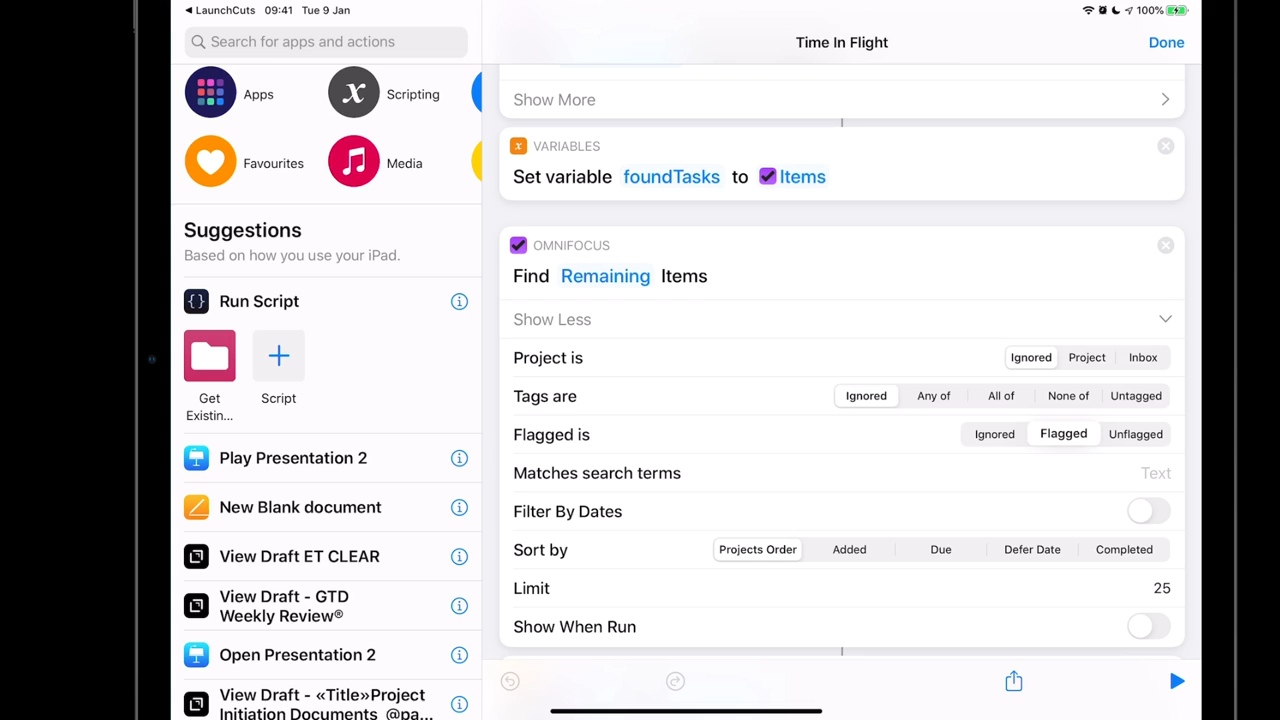 ◀ LaunchCuts 09:41 Tue 9 Jan 100%
Search for apps and actions
Time In Flight
Done
Apps
Scripting
Favourites
Media
Suggestions
Based on how you use your iPad.
Run Script
Get
Existin...
Script
Play Presentation 2
New Blank document
View Draft ET CLEAR
View Draft - GTD
Weekly Review®
Open Presentation 2
View Draft - «Title»Project
Initiation Documents @pa...
Show More
VARIABLES
Set variable foundTasks to Items
OMNIFOCUS
Find Remaining Items
Show Less
Project is Ignored Project Inbox
Tags are Ignored Any of All of None of Untagged
Flagged is Ignored Flagged Unflagged
Matches search terms Text
Filter By Dates
Sort by Projects Order Added Due Defer Date Completed
Limit 25
Show When Run